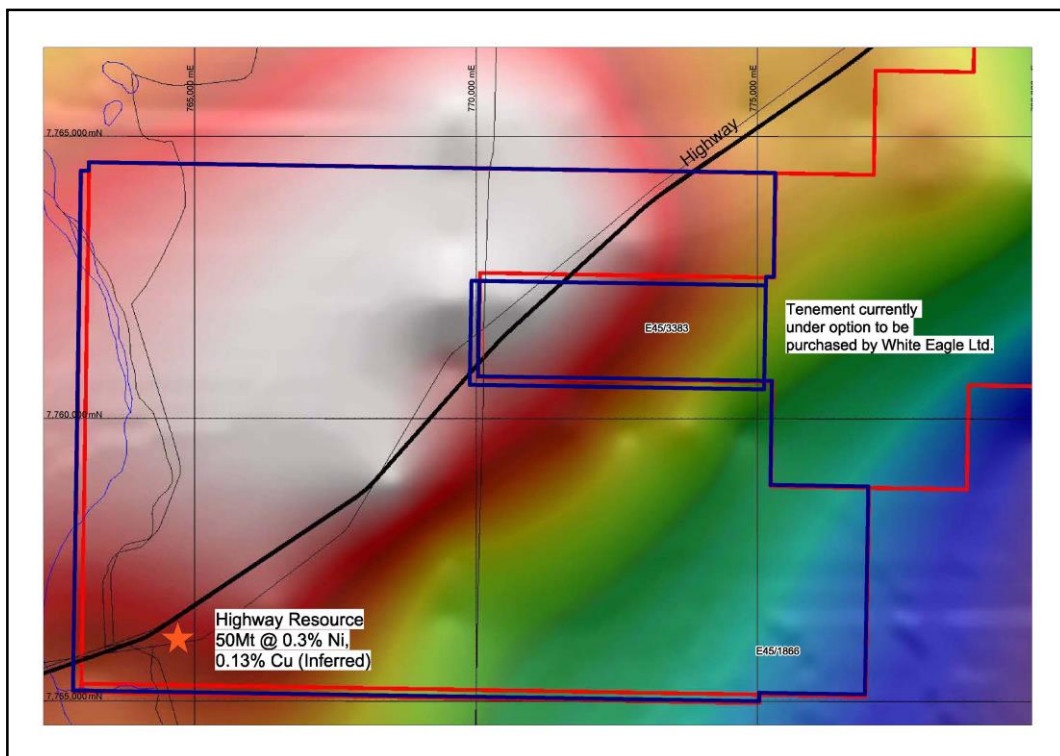 765,000 mE
770,000 mE
775,000 mE
7,765,000 mN
Highway
E45/3383
Tenement currently
under option to be
purchased by White Eagle Ltd.
7,760,000 mN
Highway Resource
50Mt @ 0.3% Ni,
0.13% Cu (Inferred)
E45/1866
7,765,000 mN